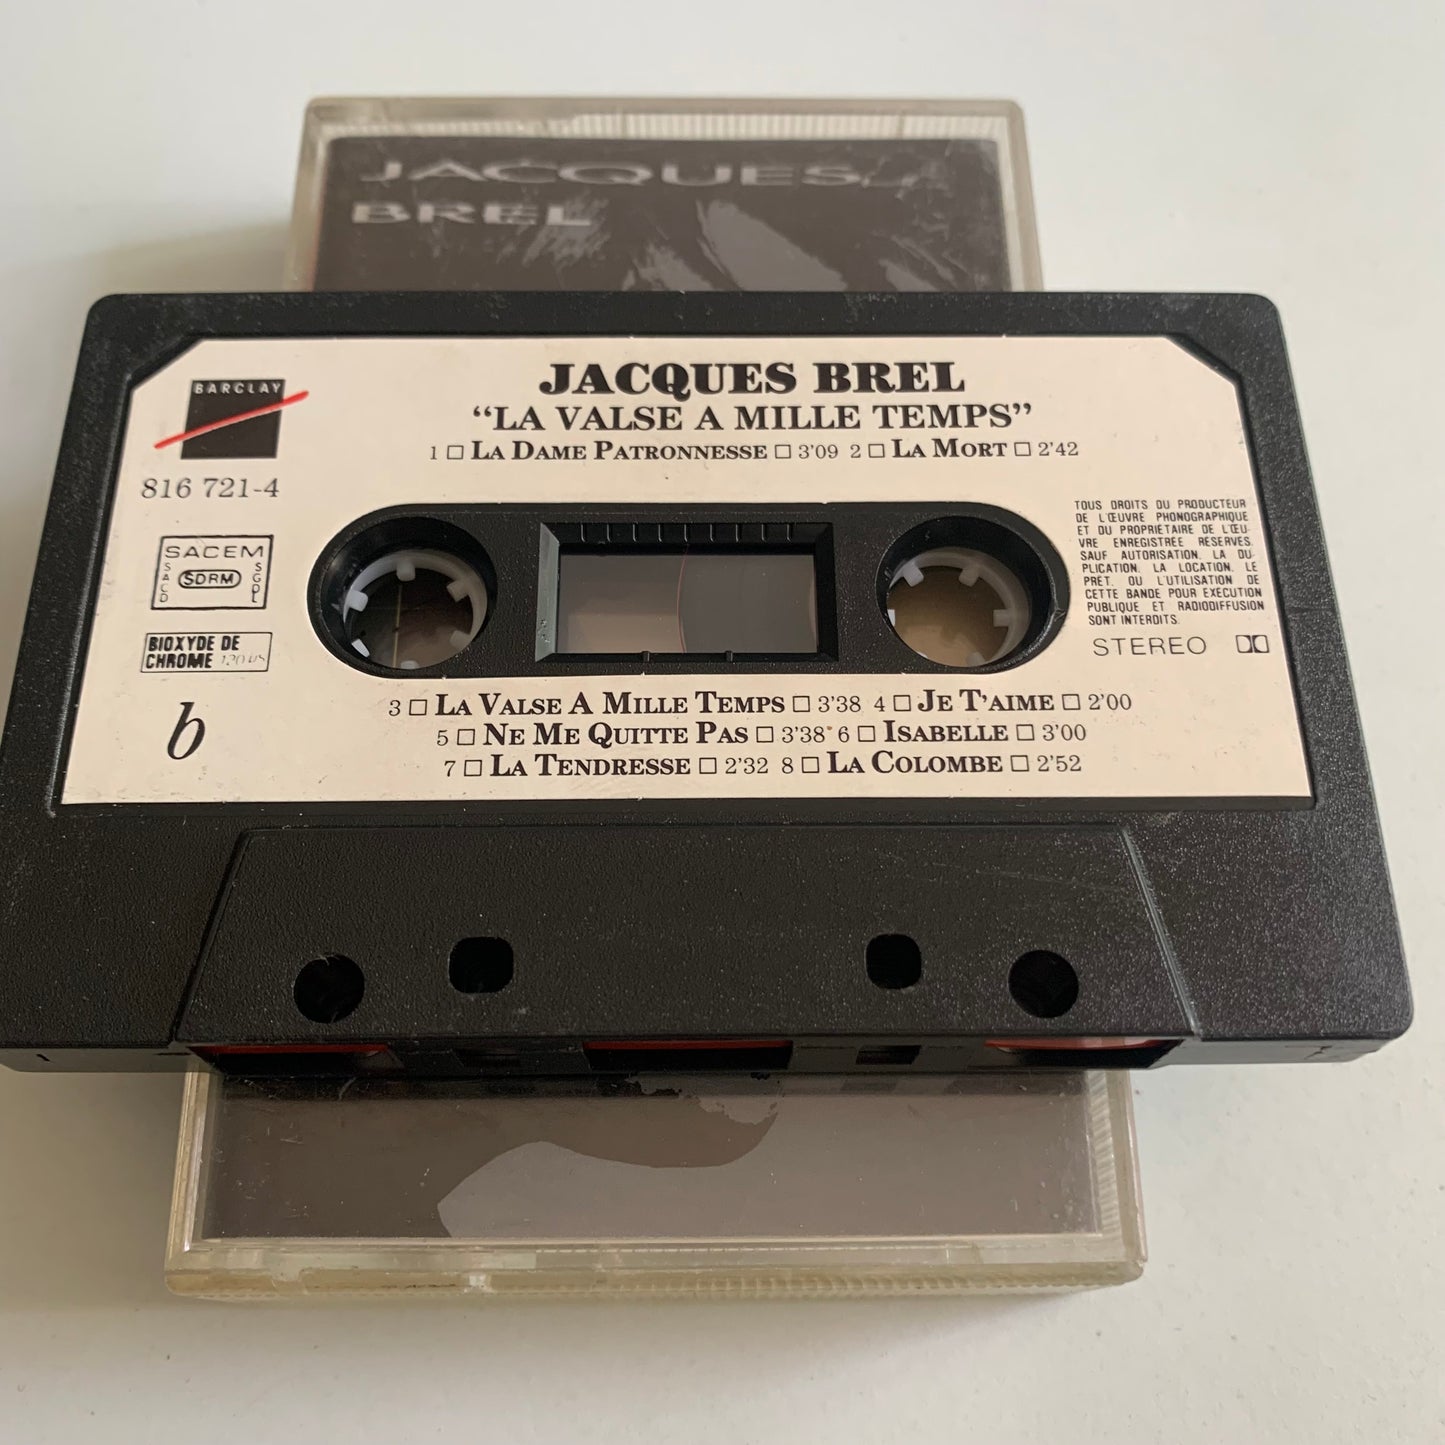 JACQUES
BREL
BARCLAY
JACQUES BREL
“LA VALSE A MILLE TEMPS”
1 □ LA DAME PATRONNESSE □ 3'09 2 □ LA MORT □ 2'42
816 721-4
SACEM
SACD
SDRM
SGDL
BIOXYDE DE
CHROME 120 µs
b
TOUS DROITS DU PRODUCTEUR
DE L'ŒUVRE PHONOGRAPHIQUE
ET DU PROPRIETAIRE DE L'ŒU-
VRE ENREGISTREE RESERVES.
SAUF AUTORISATION, LA DU-
PLICATION, LA LOCATION, LE
PRÊT, OU L'UTILISATION DE
CETTE BANDE POUR EXECUTION
PUBLIQUE ET RADIODIFFUSION
SONT INTERDITS.
STEREO
3 □ LA VALSE A MILLE TEMPS □ 3'38 4 □ JE T'AIME □ 2'00
5 □ NE ME QUITTE PAS □ 3'38 6 □ ISABELLE □ 3'00
7 □ LA TENDRESSE □ 2'32 8 □ LA COLOMBE □ 2'52